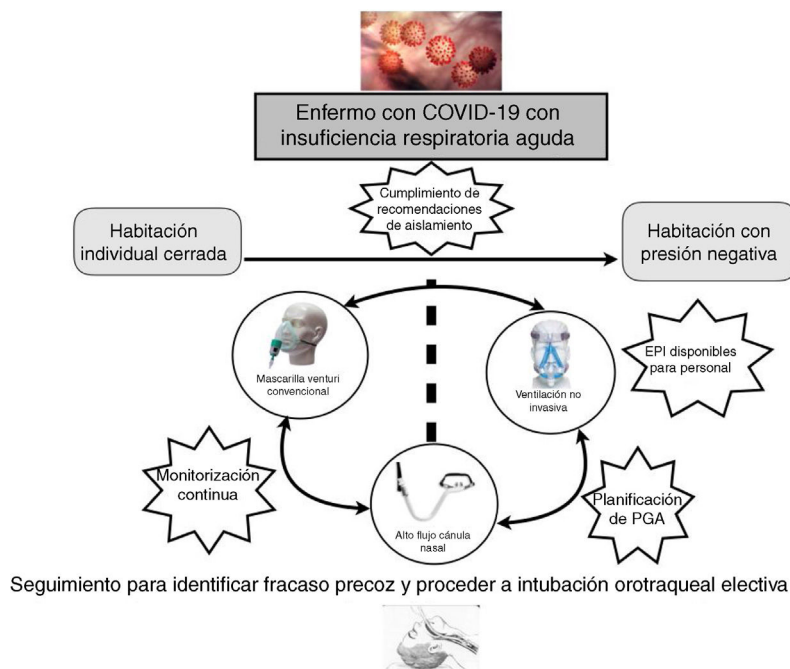 Enfermo con COVID-19 con
insuficiencia respiratoria aguda
Cumplimiento de
recomendaciones
de aislamiento
Habitación
individual cerrada
Habitación con
presión negativa
Mascarilla venturi
convencional
Ventilación no
invasiva
EPI disponibles
para personal
Monitorización
continua
Alto flujo cánula
nasal
Planificación
de PGA
Seguimiento para identificar fracaso precoz y proceder a intubación orotraqueal electiva